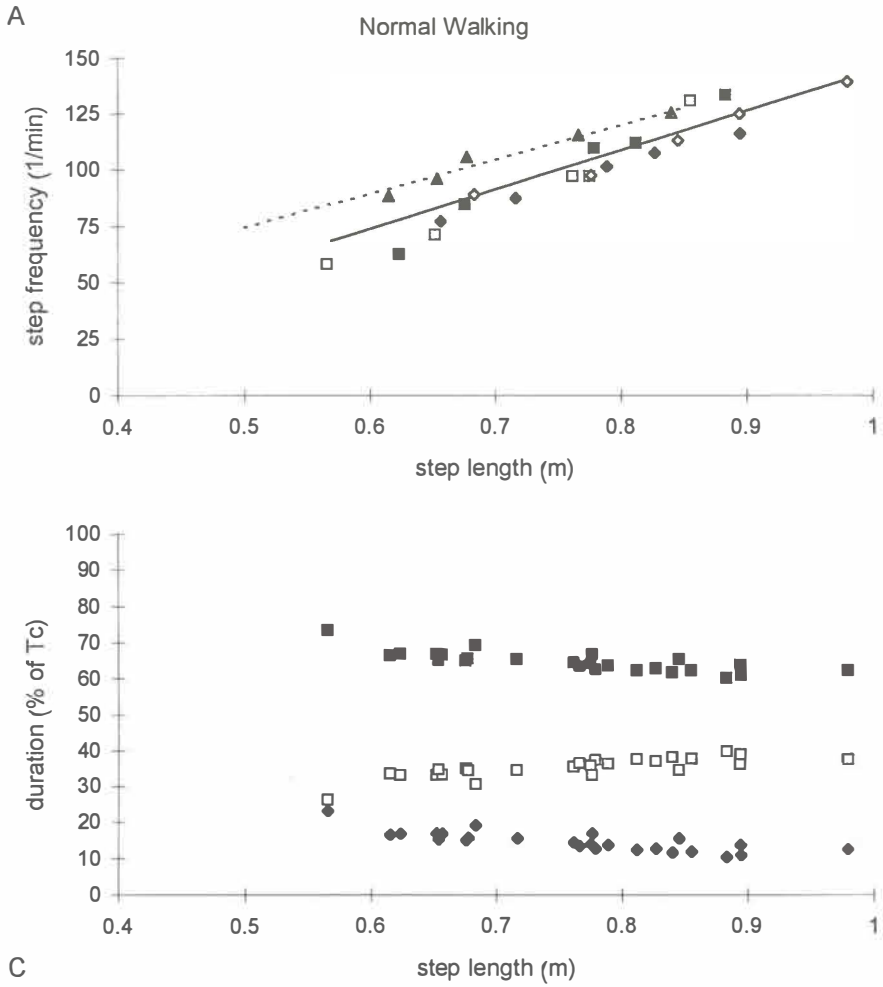 A
Normal Walking
150
125
100
75
50
25
0
step frequency (1/min)
0.4 0.5 0.6 0.7 0.8 0.9 1
step length (m)
100
90
80
70
60
50
40
30
20
10
0
duration (% of Tc)
0.4 0.5 0.6 0.7 0.8 0.9 1
step length (m)
C